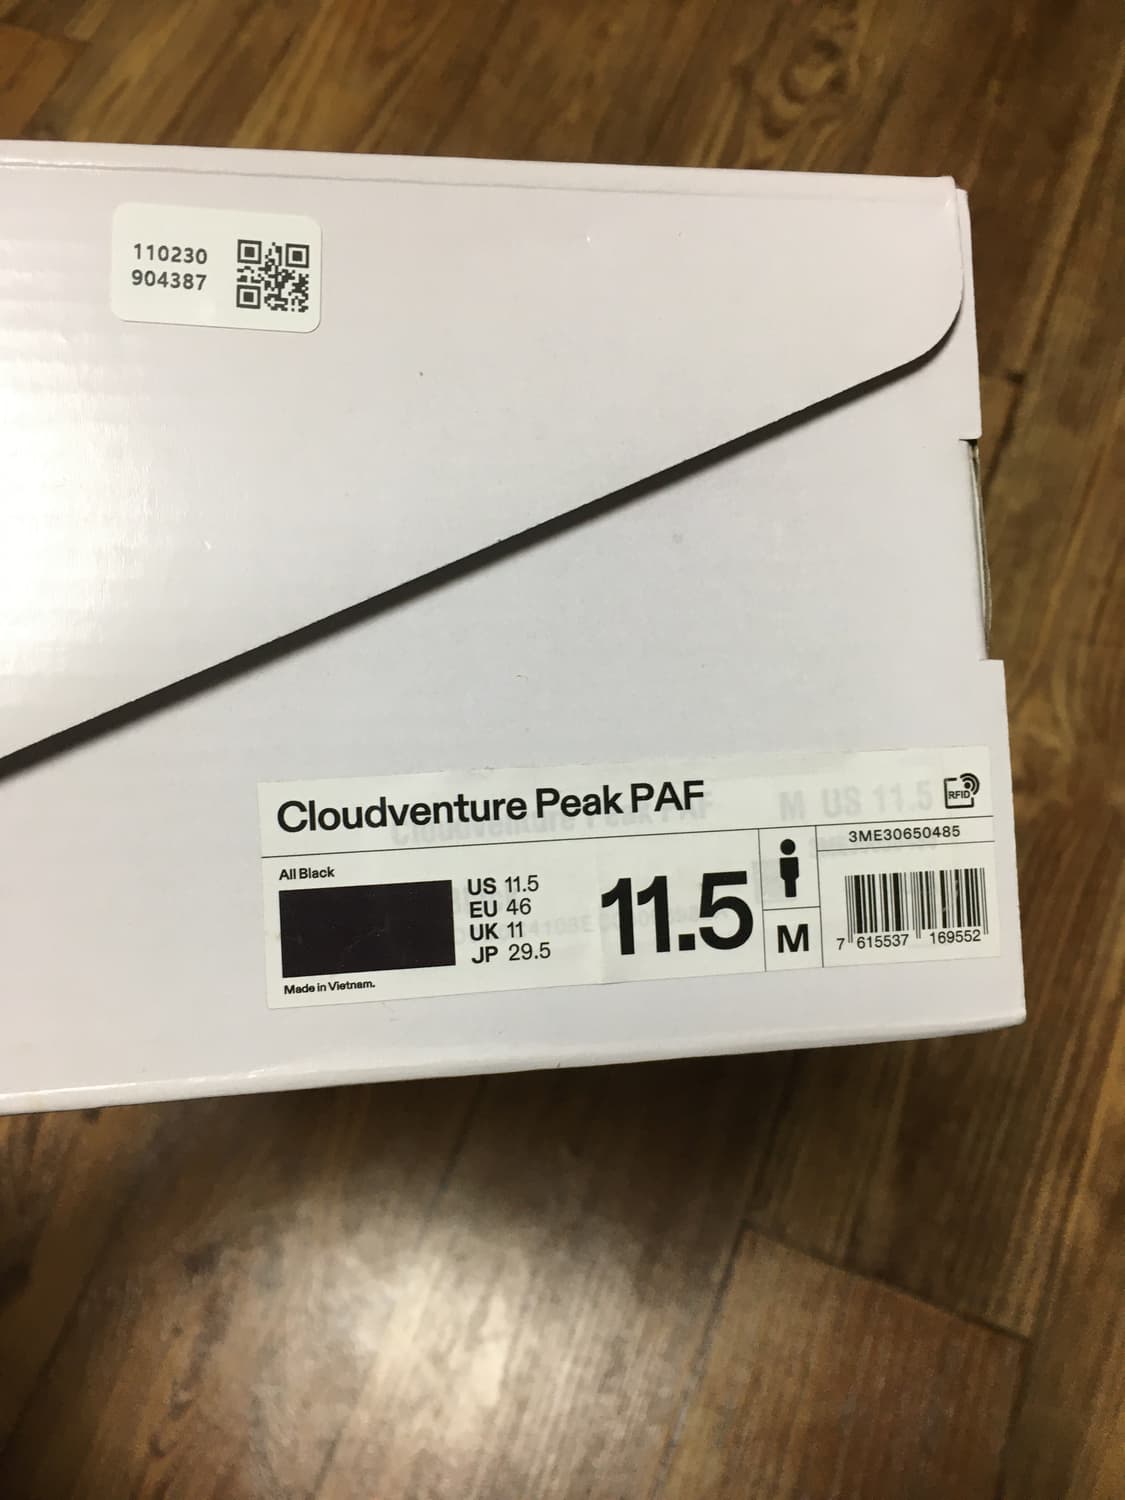 110230
904387
Cloudventure Peak PAF
M US 11.5
RFID
3ME30650485
All Black
US 11.5
EU 46
UK 11
JP 29.5
11.5
M
7 615537 169552
Made in Vietnam.